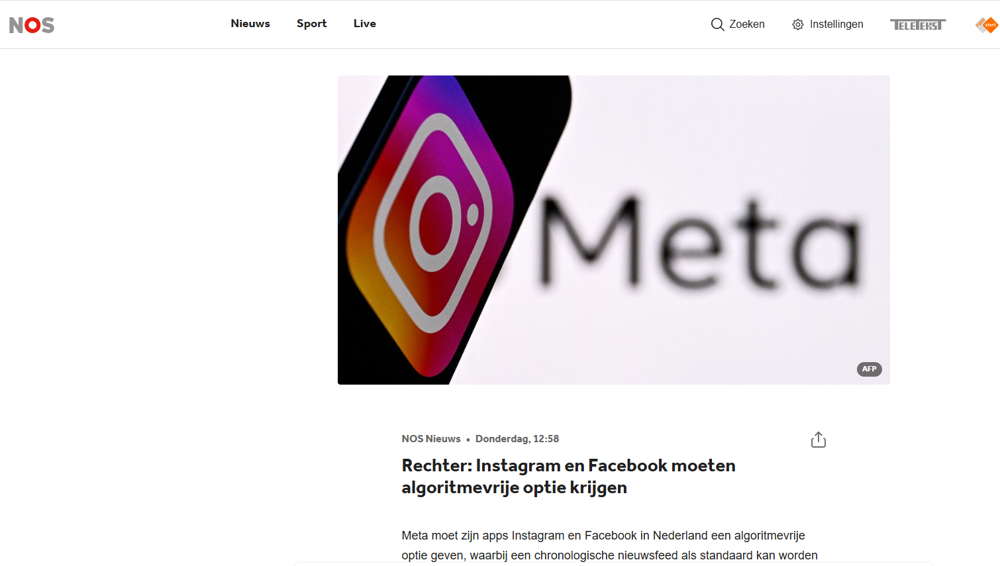 NOS
Nieuws
Sport
Live
Zoeken
Instellingen
TELETEKST
npo start
Meta
AFP
NOS Nieuws • Donderdag, 12:58
Rechter: Instagram en Facebook moeten
algoritmevrije optie krijgen
Meta moet zijn apps Instagram en Facebook in Nederland een algoritmevrije
optie geven, waarbij een chronologische nieuwsfeed als standaard kan worden